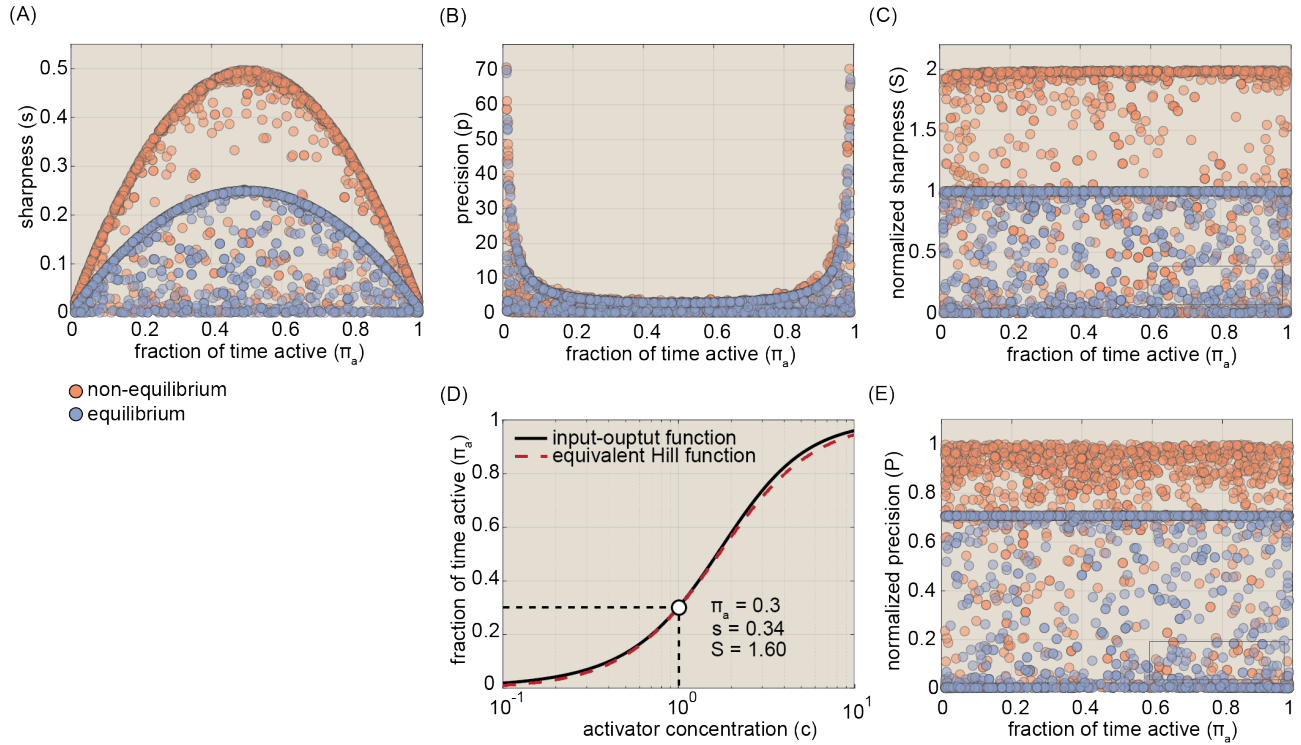 (A)
sharpness (s)
0.5
0.4
0.3
0.2
0.1
0
0 0.2 0.4 0.6 0.8 1
fraction of time active (πa)
non-equilibrium
equilibrium
(B)
precision (p)
70
60
50
40
30
20
10
0
0 0.2 0.4 0.6 0.8 1
fraction of time active (πa)
(C)
normalized sharpness (S)
2
1.5
1
0.5
0
0 0.2 0.4 0.6 0.8 1
fraction of time active (πa)
(D)
fraction of time active (πa)
1
0.8
0.6
0.4
0.2
0
input-ouptut function
equivalent Hill function
πa = 0.3
s = 0.34
S = 1.60
10-1 100 101
activator concentration (c)
(E)
normalized precision (P)
1
0.8
0.6
0.4
0.2
0
0 0.2 0.4 0.6 0.8 1
fraction of time active (πa)